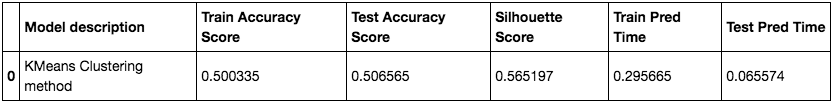 Model description Train Accuracy Score Test Accuracy Score Silhouette Score Train Pred Time Test Pred Time
0 KMeans Clustering method 0.500335 0.506565 0.565197 0.295665 0.065574